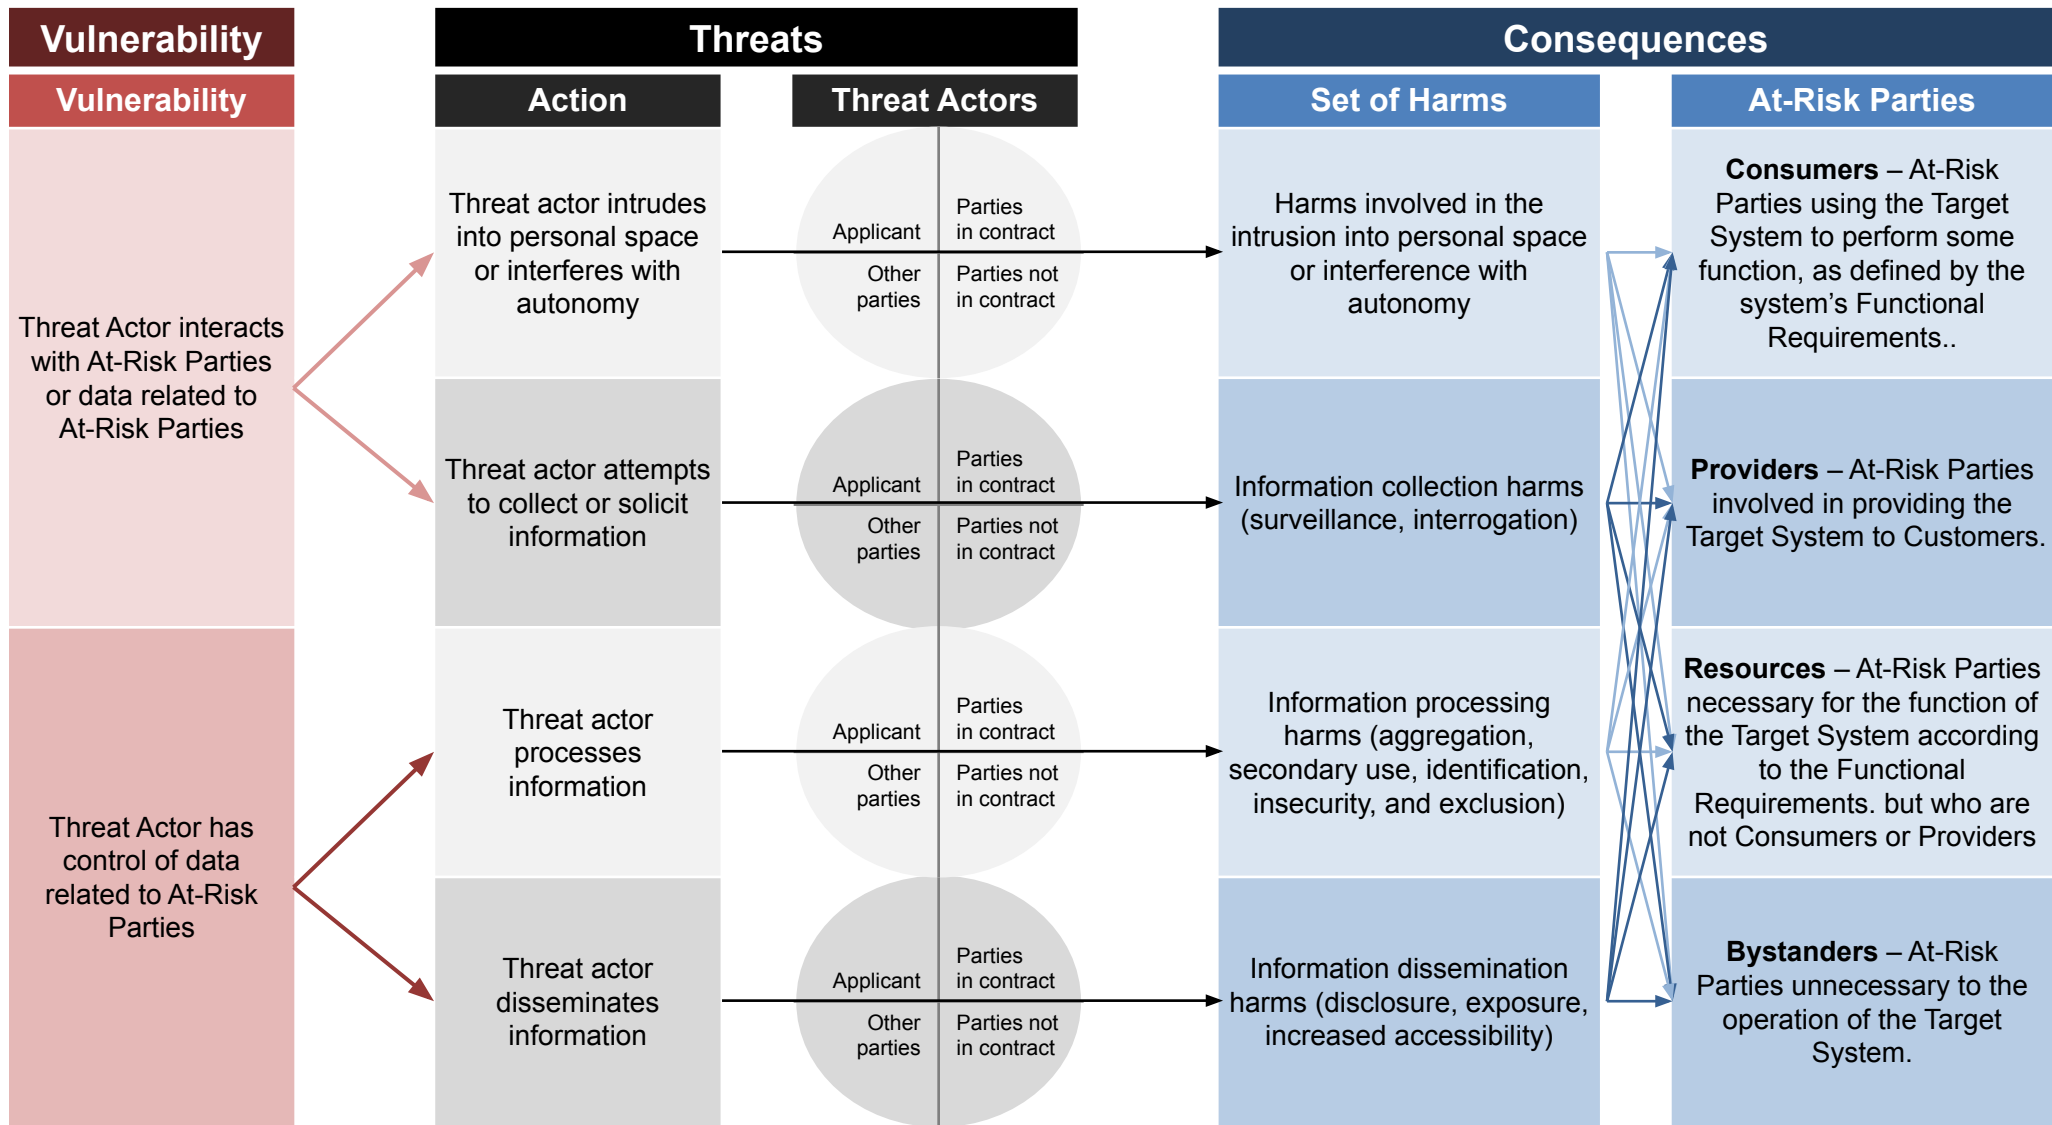 Vulnerability
Threats
Consequences
Vulnerability
Action
Threat Actors
Set of Harms
At-Risk Parties
Threat Actor interacts
with At-Risk Parties
or data related to
At-Risk Parties
Threat actor intrudes
into personal space
or interferes with
autonomy
Applicant
Parties
in contract
Other
parties
Parties not
in contract
Harms involved in the
intrusion into personal space
or interference with
autonomy
Consumers – At-Risk
Parties using the Target
System to perform some
function, as defined by the
system’s Functional
Requirements..
Threat actor attempts
to collect or solicit
information
Applicant
Parties
in contract
Other
parties
Parties not
in contract
Information collection harms
(surveillance, interrogation)
Providers – At-Risk Parties
involved in providing the
Target System to Customers.
Threat Actor has
control of data
related to At-Risk
Parties
Threat actor
processes
information
Applicant
Parties
in contract
Other
parties
Parties not
in contract
Information processing
harms (aggregation,
secondary use, identification,
insecurity, and exclusion)
Resources – At-Risk Parties
necessary for the function of
the Target System according
to the Functional
Requirements. but who are
not Consumers or Providers
Threat actor
disseminates
information
Applicant
Parties
in contract
Other
parties
Parties not
in contract
Information dissemination
harms (disclosure, exposure,
increased accessibility)
Bystanders – At-Risk
Parties unnecessary to the
operation of the Target
System.